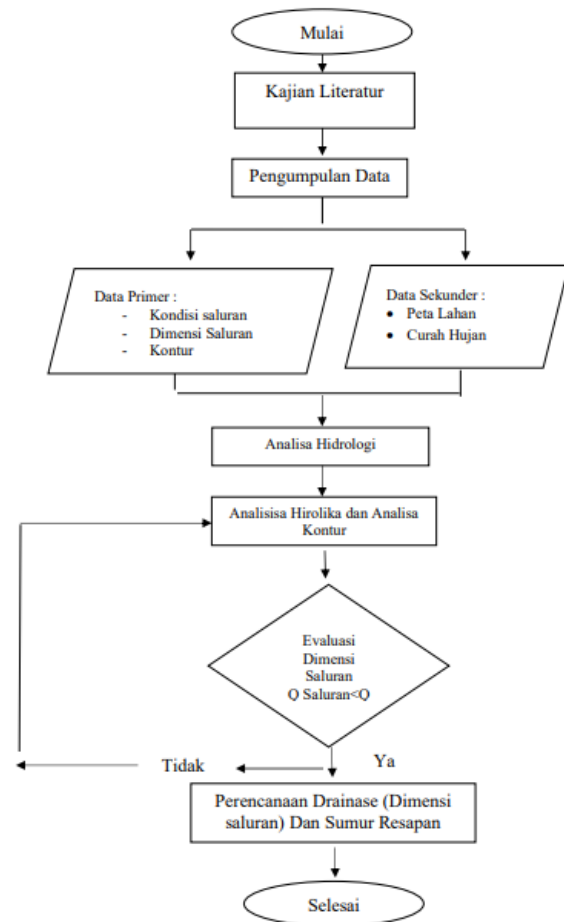 Mulai
Kajian Literatur
Pengumpulan Data
Data Primer :
- Kondisi saluran
- Dimensi Saluran
- Kontur
Data Sekunder :
• Peta Lahan
• Curah Hujan
Analisa Hidrologi
Analisisa Hirolika dan Analisa
Kontur
Evaluasi
Dimensi
Saluran
Q Saluran<Q
Tidak
Ya
Perencanaan Drainase (Dimensi
saluran) Dan Sumur Resapan
Selesai